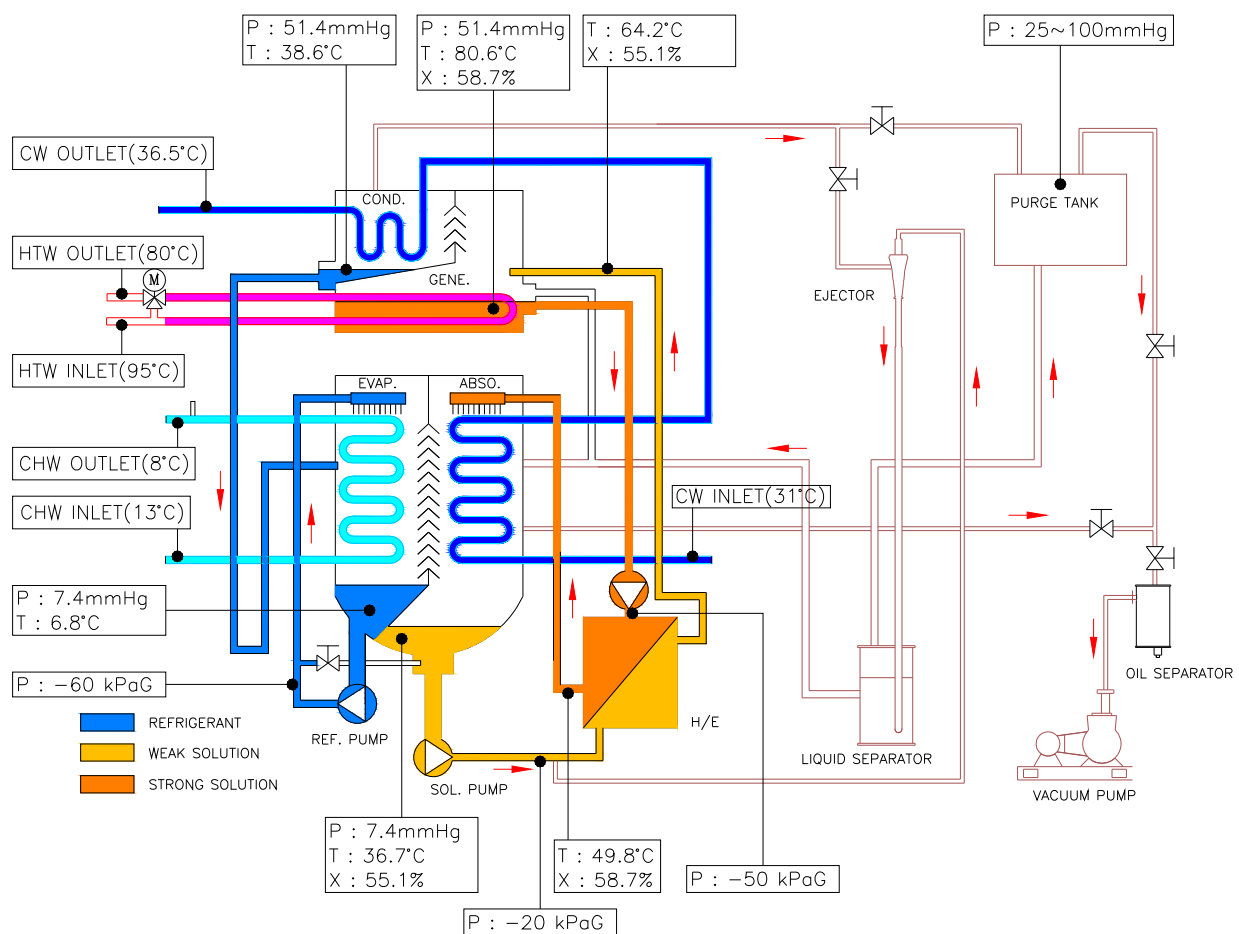 P : 51.4mmHg
T : 38.6°C
P : 51.4mmHg
T : 80.6°C
X : 58.7%
T : 64.2°C
X : 55.1%
P : 25~100mmHg
CW OUTLET(36.5°C)
COND.
PURGE TANK
HTW OUTLET(80°C)
M
GENE.
EJECTOR
HTW INLET(95°C)
EVAP.
ABSO.
CHW OUTLET(8°C)
CHW INLET(13°C)
CW INLET(31°C)
P : 7.4mmHg
T : 6.8°C
P : -60 kPaG
OIL SEPARATOR
REFRIGERANT
H/E
REF. PUMP
WEAK SOLUTION
LIQUID SEPARATOR
STRONG SOLUTION
SOL. PUMP
VACUUM PUMP
P : 7.4mmHg
T : 36.7°C
X : 55.1%
T : 49.8°C
X : 58.7%
P : -50 kPaG
P : -20 kPaG